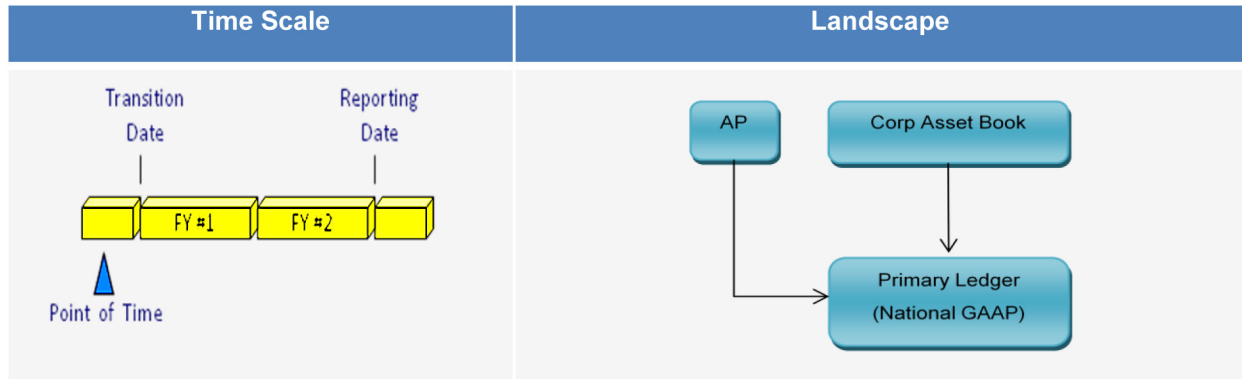 Time Scale
Landscape
Transition
Date
Reporting
Date
FY #1
FY #2
Point of Time
AP
Corp Asset Book
Primary Ledger
(National GAAP)